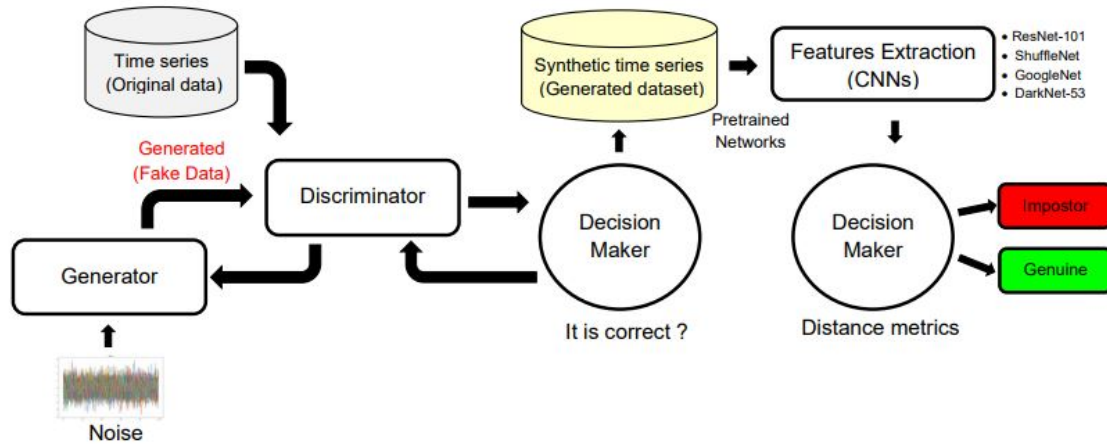 Time series
(Original data)
Generated
(Fake Data)
Generator
Noise
Discriminator
Synthetic time series
(Generated dataset)
Decision
Maker
It is correct ?
Pretrained
Networks
Features Extraction
(CNNs)
• ResNet-101
• ShuffleNet
• GoogleNet
• DarkNet-53
Decision
Maker
Distance metrics
Impostor
Genuine